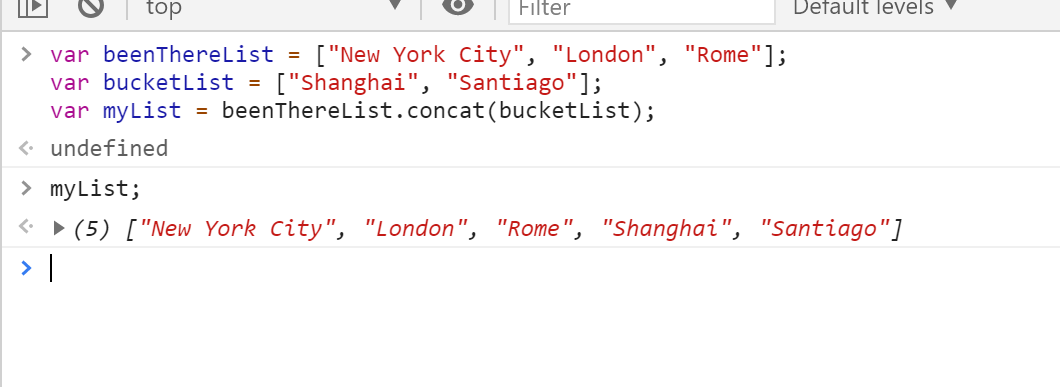 top Filter Default levels
var beenThereList = ["New York City", "London", "Rome"];
var bucketList = ["Shanghai", "Santiago"];
var myList = beenThereList.concat(bucketList);
undefined
myList;
(5) ["New York City", "London", "Rome", "Shanghai", "Santiago"]